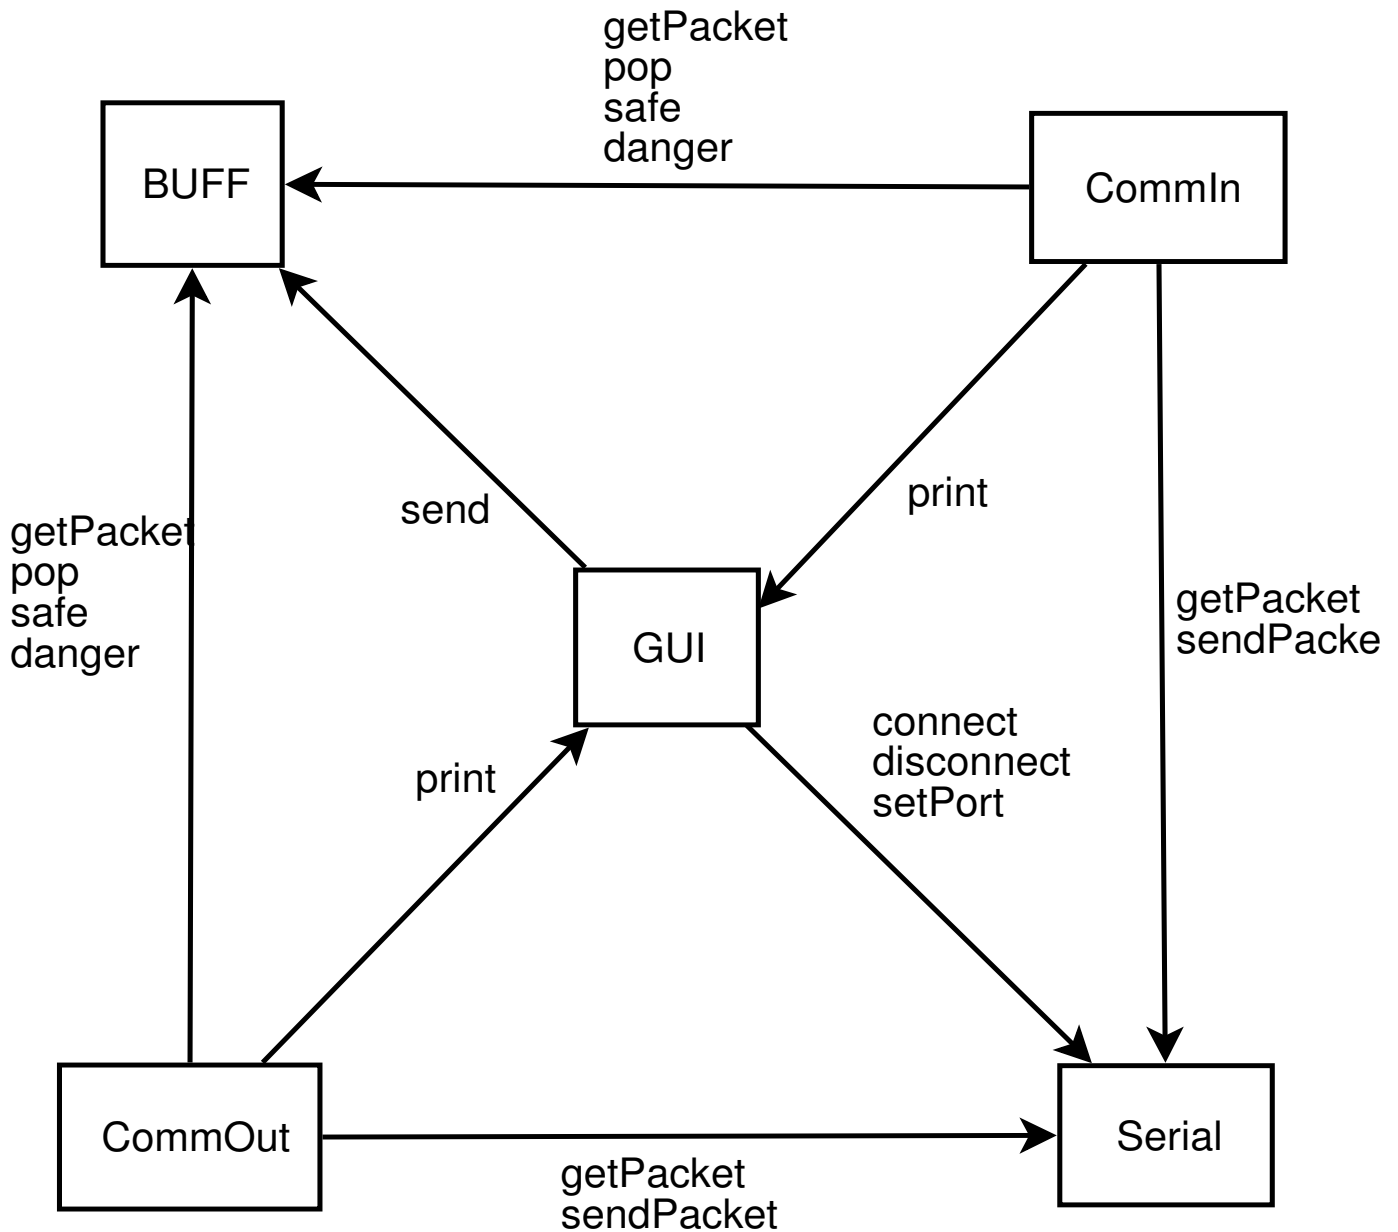 getPacket
pop
safe
danger
BUFF
CommIn
send
print
getPacket
pop
safe
danger
getPacket
sendPacke
GUI
connect
disconnect
setPort
print
CommOut
Serial
getPacket
sendPacket